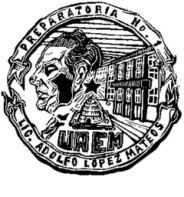 PREPARATORIA No. 1
UAEM
LIC. ADOLFO LOPEZ MATEOS